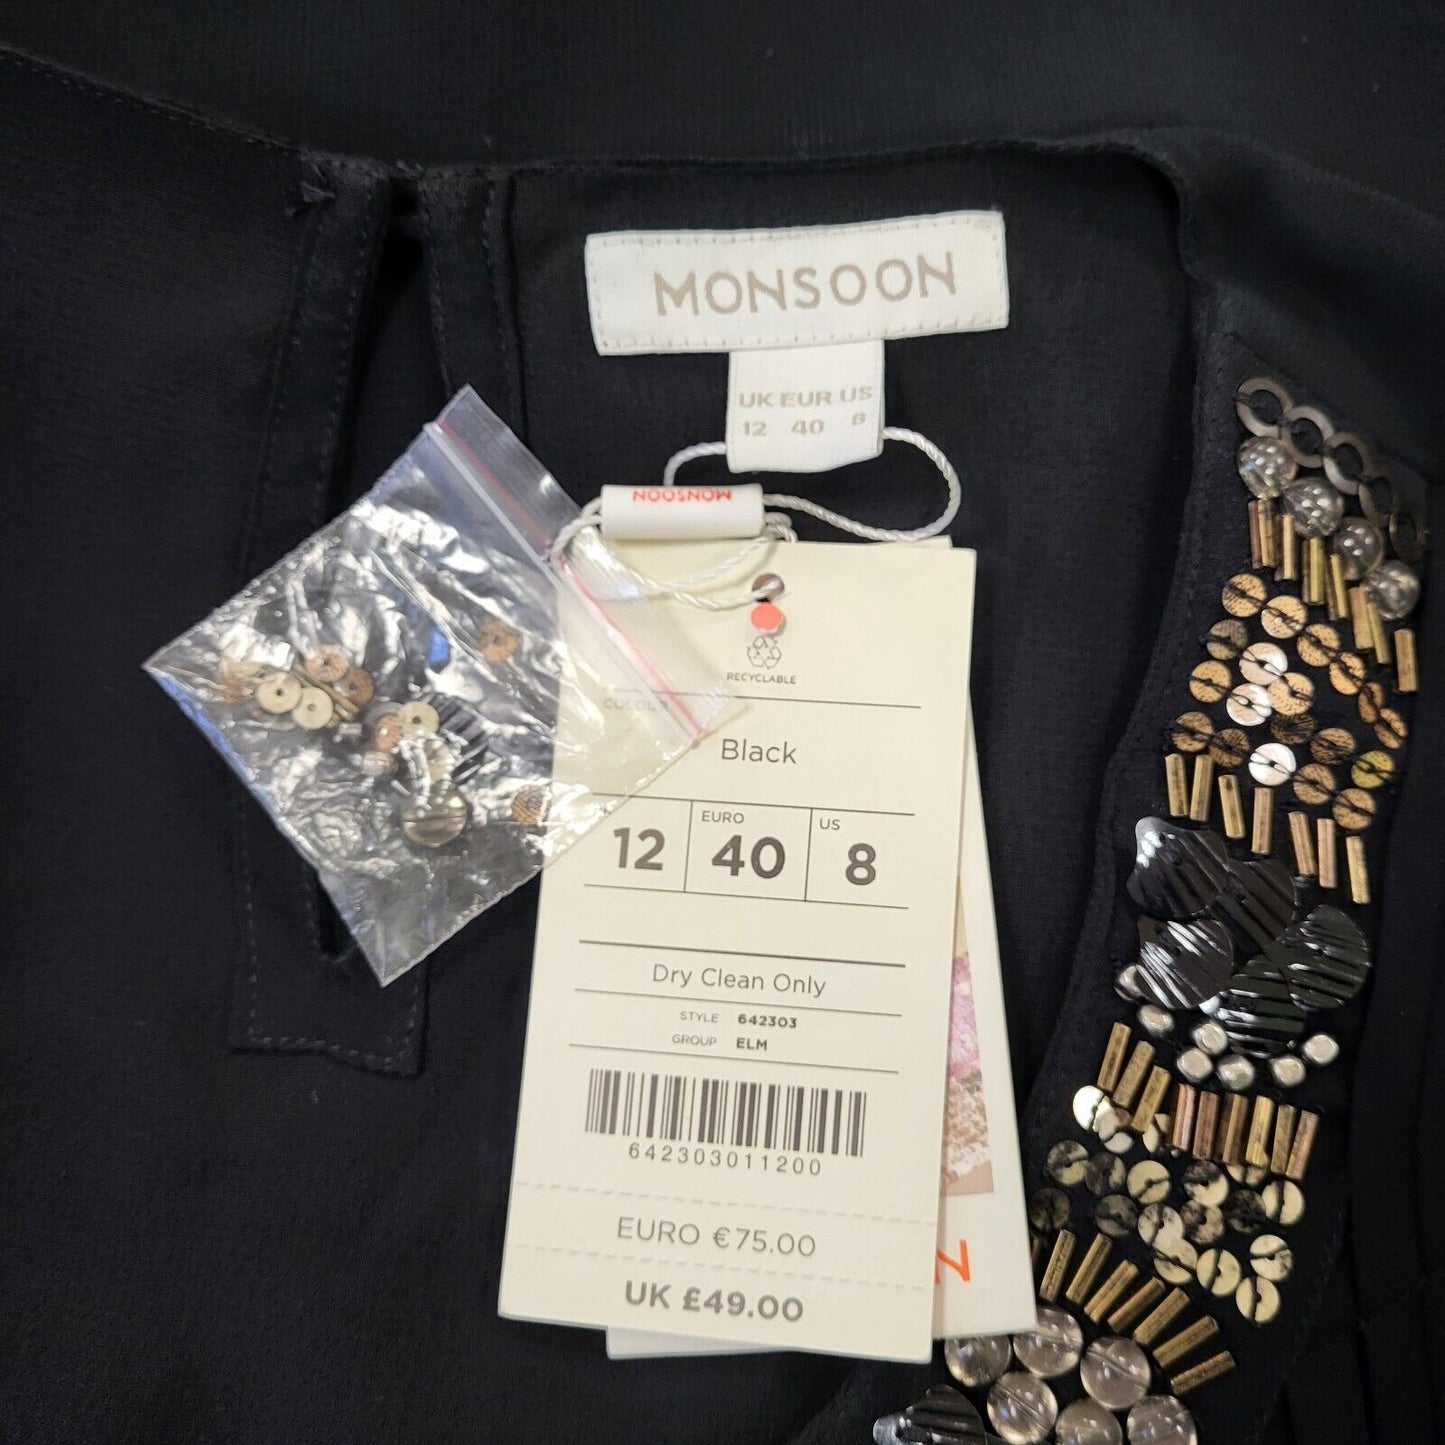 MONSOON
UK EUR US
12 40 8
MONSOON
RECYCLABLE
COLOUR
Black
EURO US
12 40 8
Dry Clean Only
STYLE 642303
GROUP ELM
642303011200
EURO €75.00
UK £49.00